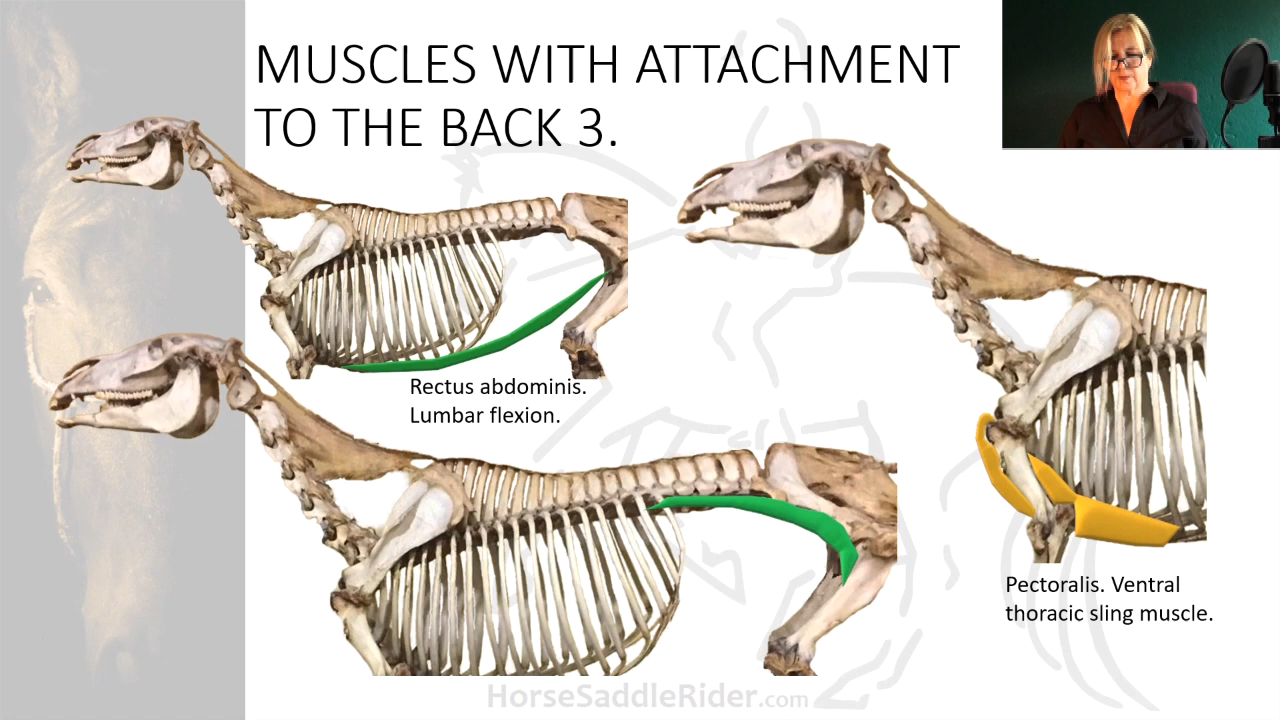 MUSCLES WITH ATTACHMENT
TO THE BACK 3.
Rectus abdominis.
Lumbar flexion.
Pectoralis. Ventral
thoracic sling muscle.
HorseSaddleRider.com